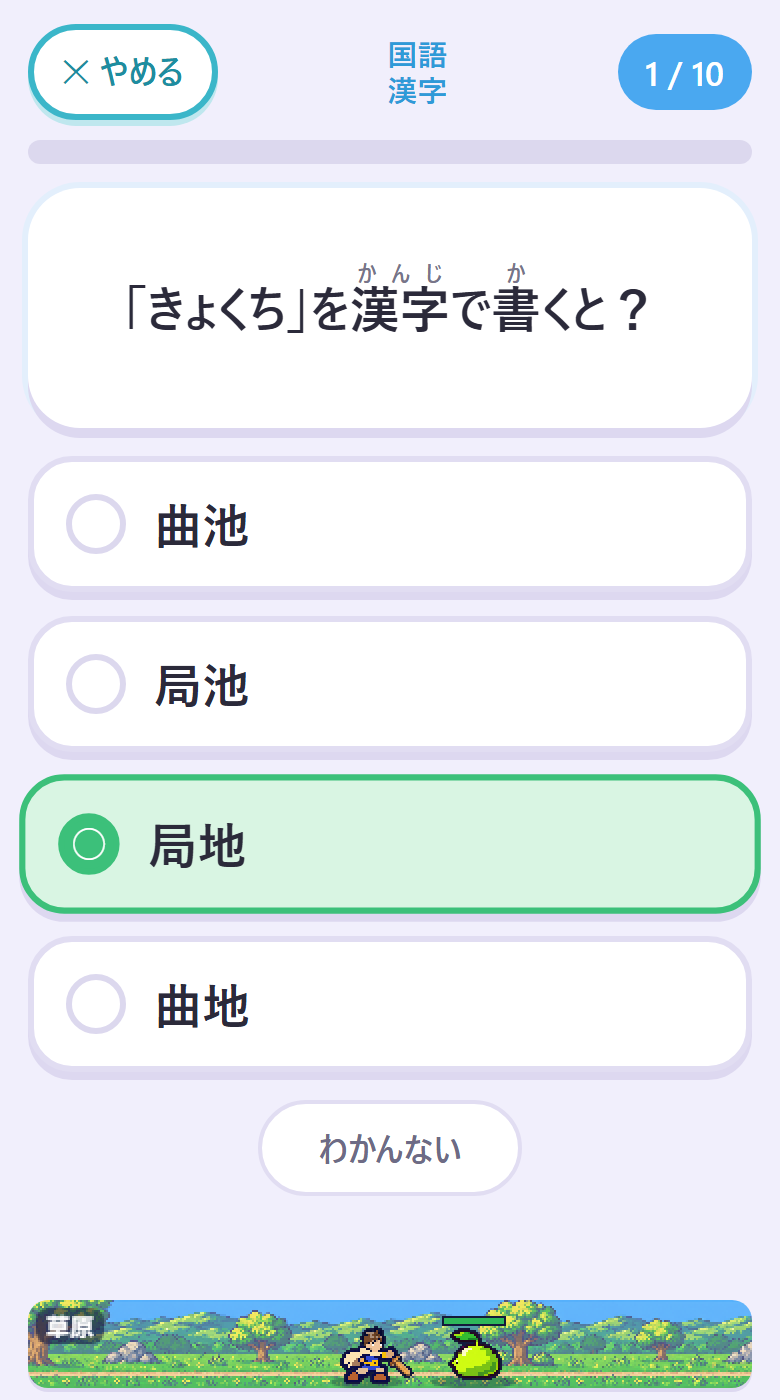 × やめる
国語
漢字
1 / 10
かんじ か
「きょくち」を漢字で書くと？
曲池
局池
局地
曲地
わかんない
草原